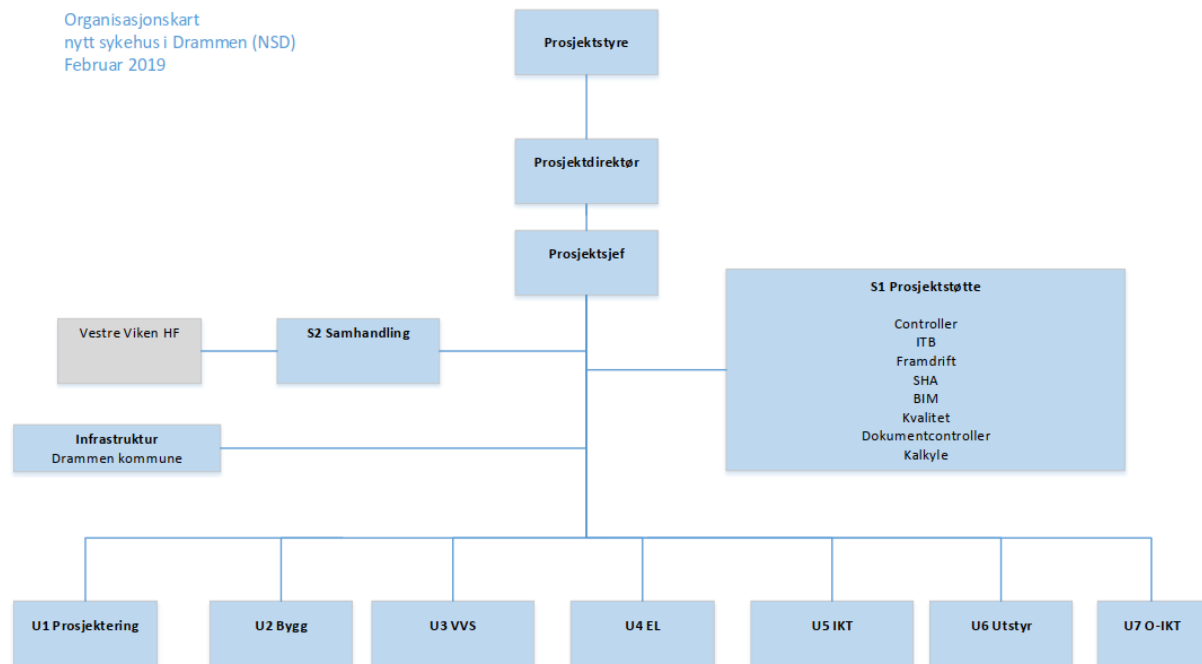 Organisasjonskart
nytt sykehus i Drammen (NSD)
Februar 2019
Prosjektstyre
Prosjektdirektør
Prosjektsjef
S1 Prosjektstøtte
Controller
ITB
Framdrift
SHA
BIM
Kvalitet
Dokumentcontroller
Kalkyle
Vestre Viken HF
S2 Samhandling
Infrastruktur
Drammen kommune
U1 Prosjektering
U2 Bygg
U3 VVS
U4 EL
U5 IKT
U6 Utstyr
U7 O-IKT